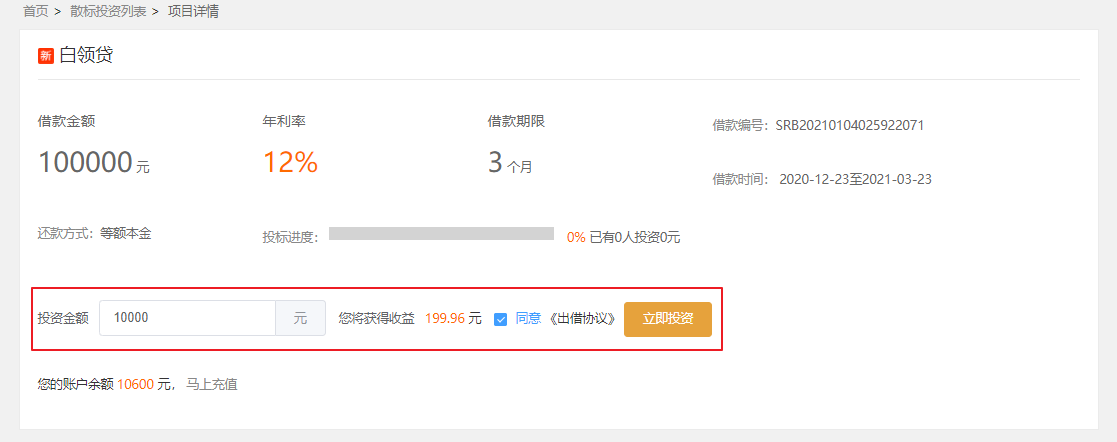 首页 > 散标投资列表 > 项目详情
新 白领贷
借款金额 年利率 借款期限 借款编号：SRB20210104025922071
100000 元 12% 3 个月 借款时间： 2020-12-23至2021-03-23
还款方式：等额本金 投标进度： 0% 已有0人投资0元
投资金额 10000 元 您将获得收益 199.96 元 同意《出借协议》 立即投资
您的账户余额 10600 元， 马上充值